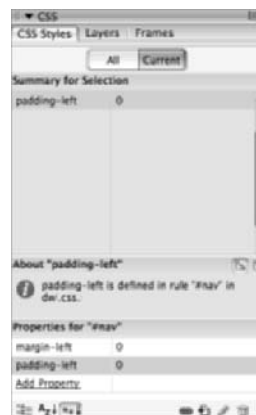 CSS
CSS Styles Layers Frames
All Current
Summary for Selection
padding-left 0
About "padding-left"
padding-left is defined in rule "#nav" in
dw.css.
Properties for "#nav"
margin-left 0
padding-left 0
Add Property